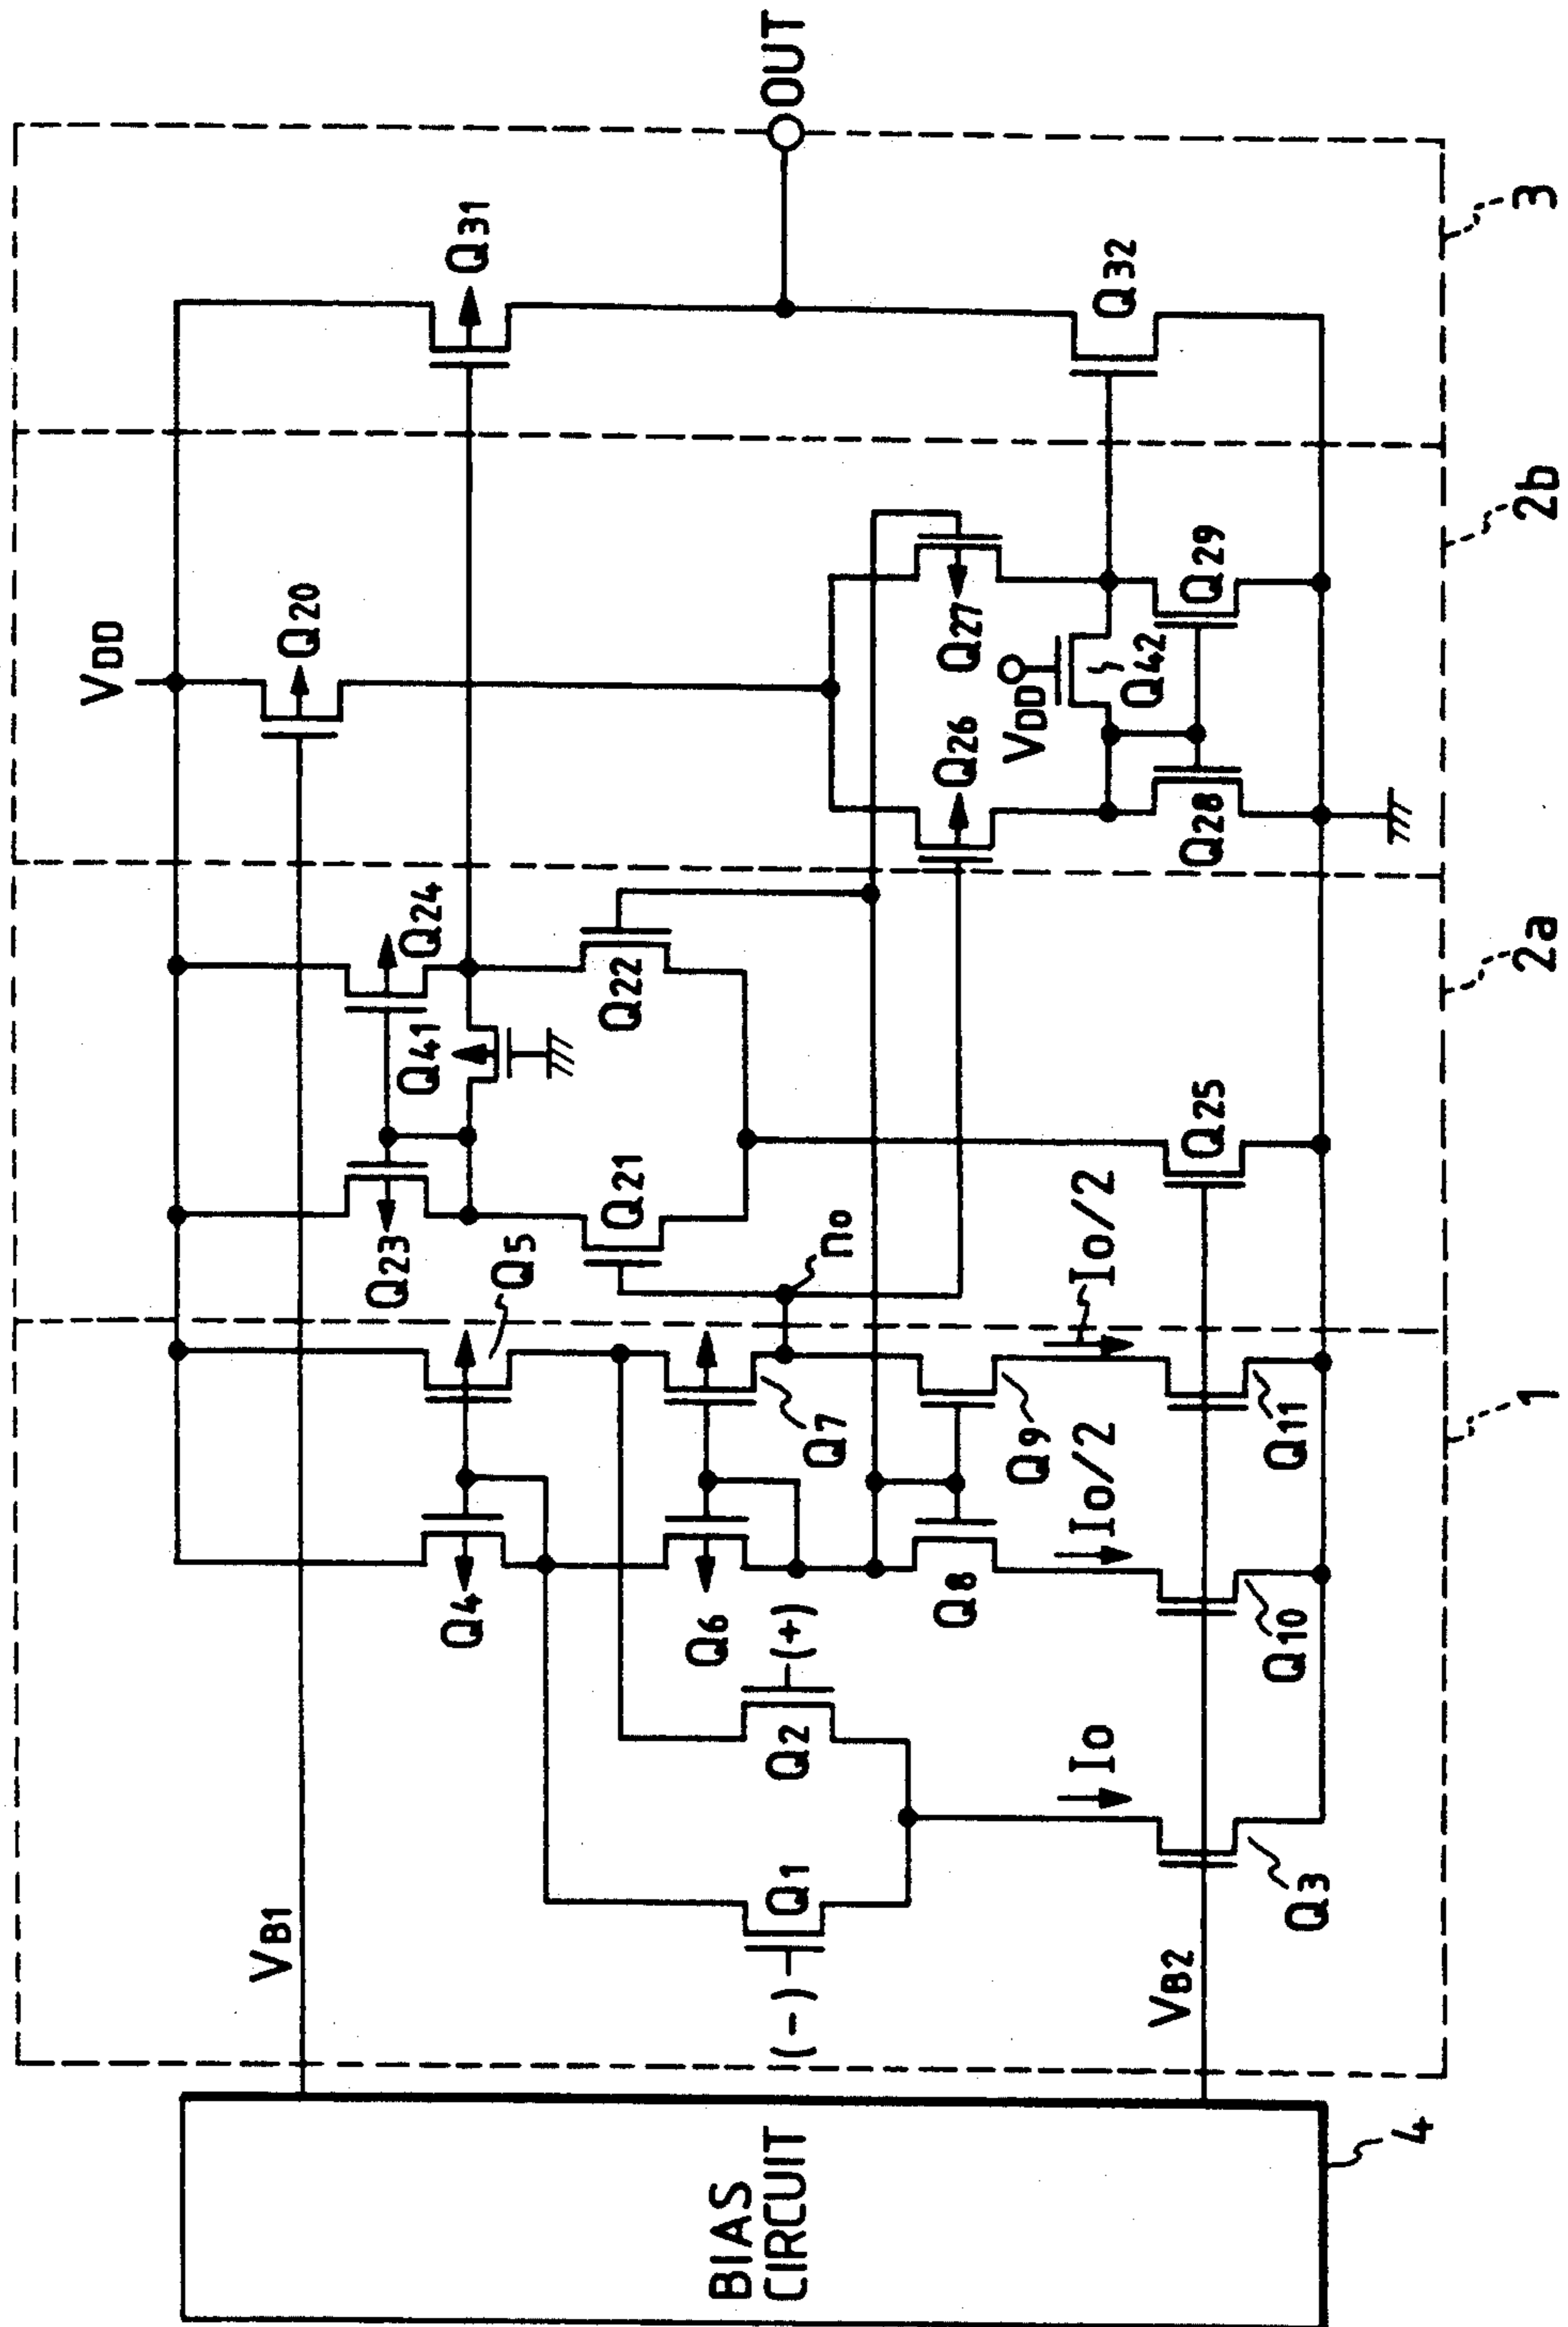 BIAS
CIRCUIT
4
VB1
VB2
(-)
Q1
Q2
(+)
Io
Q3
Q4
Q5
Q6
Q7
Q8
Q9
Io/2
Io/2
Q10
Q11
1
no
Q23
Q24
Q41
Q21
Q22
Q25
2a
VDD
Q20
Q26
Q27
VDD
Q42
Q28
Q29
2b
Q31
Q32
3
OUT